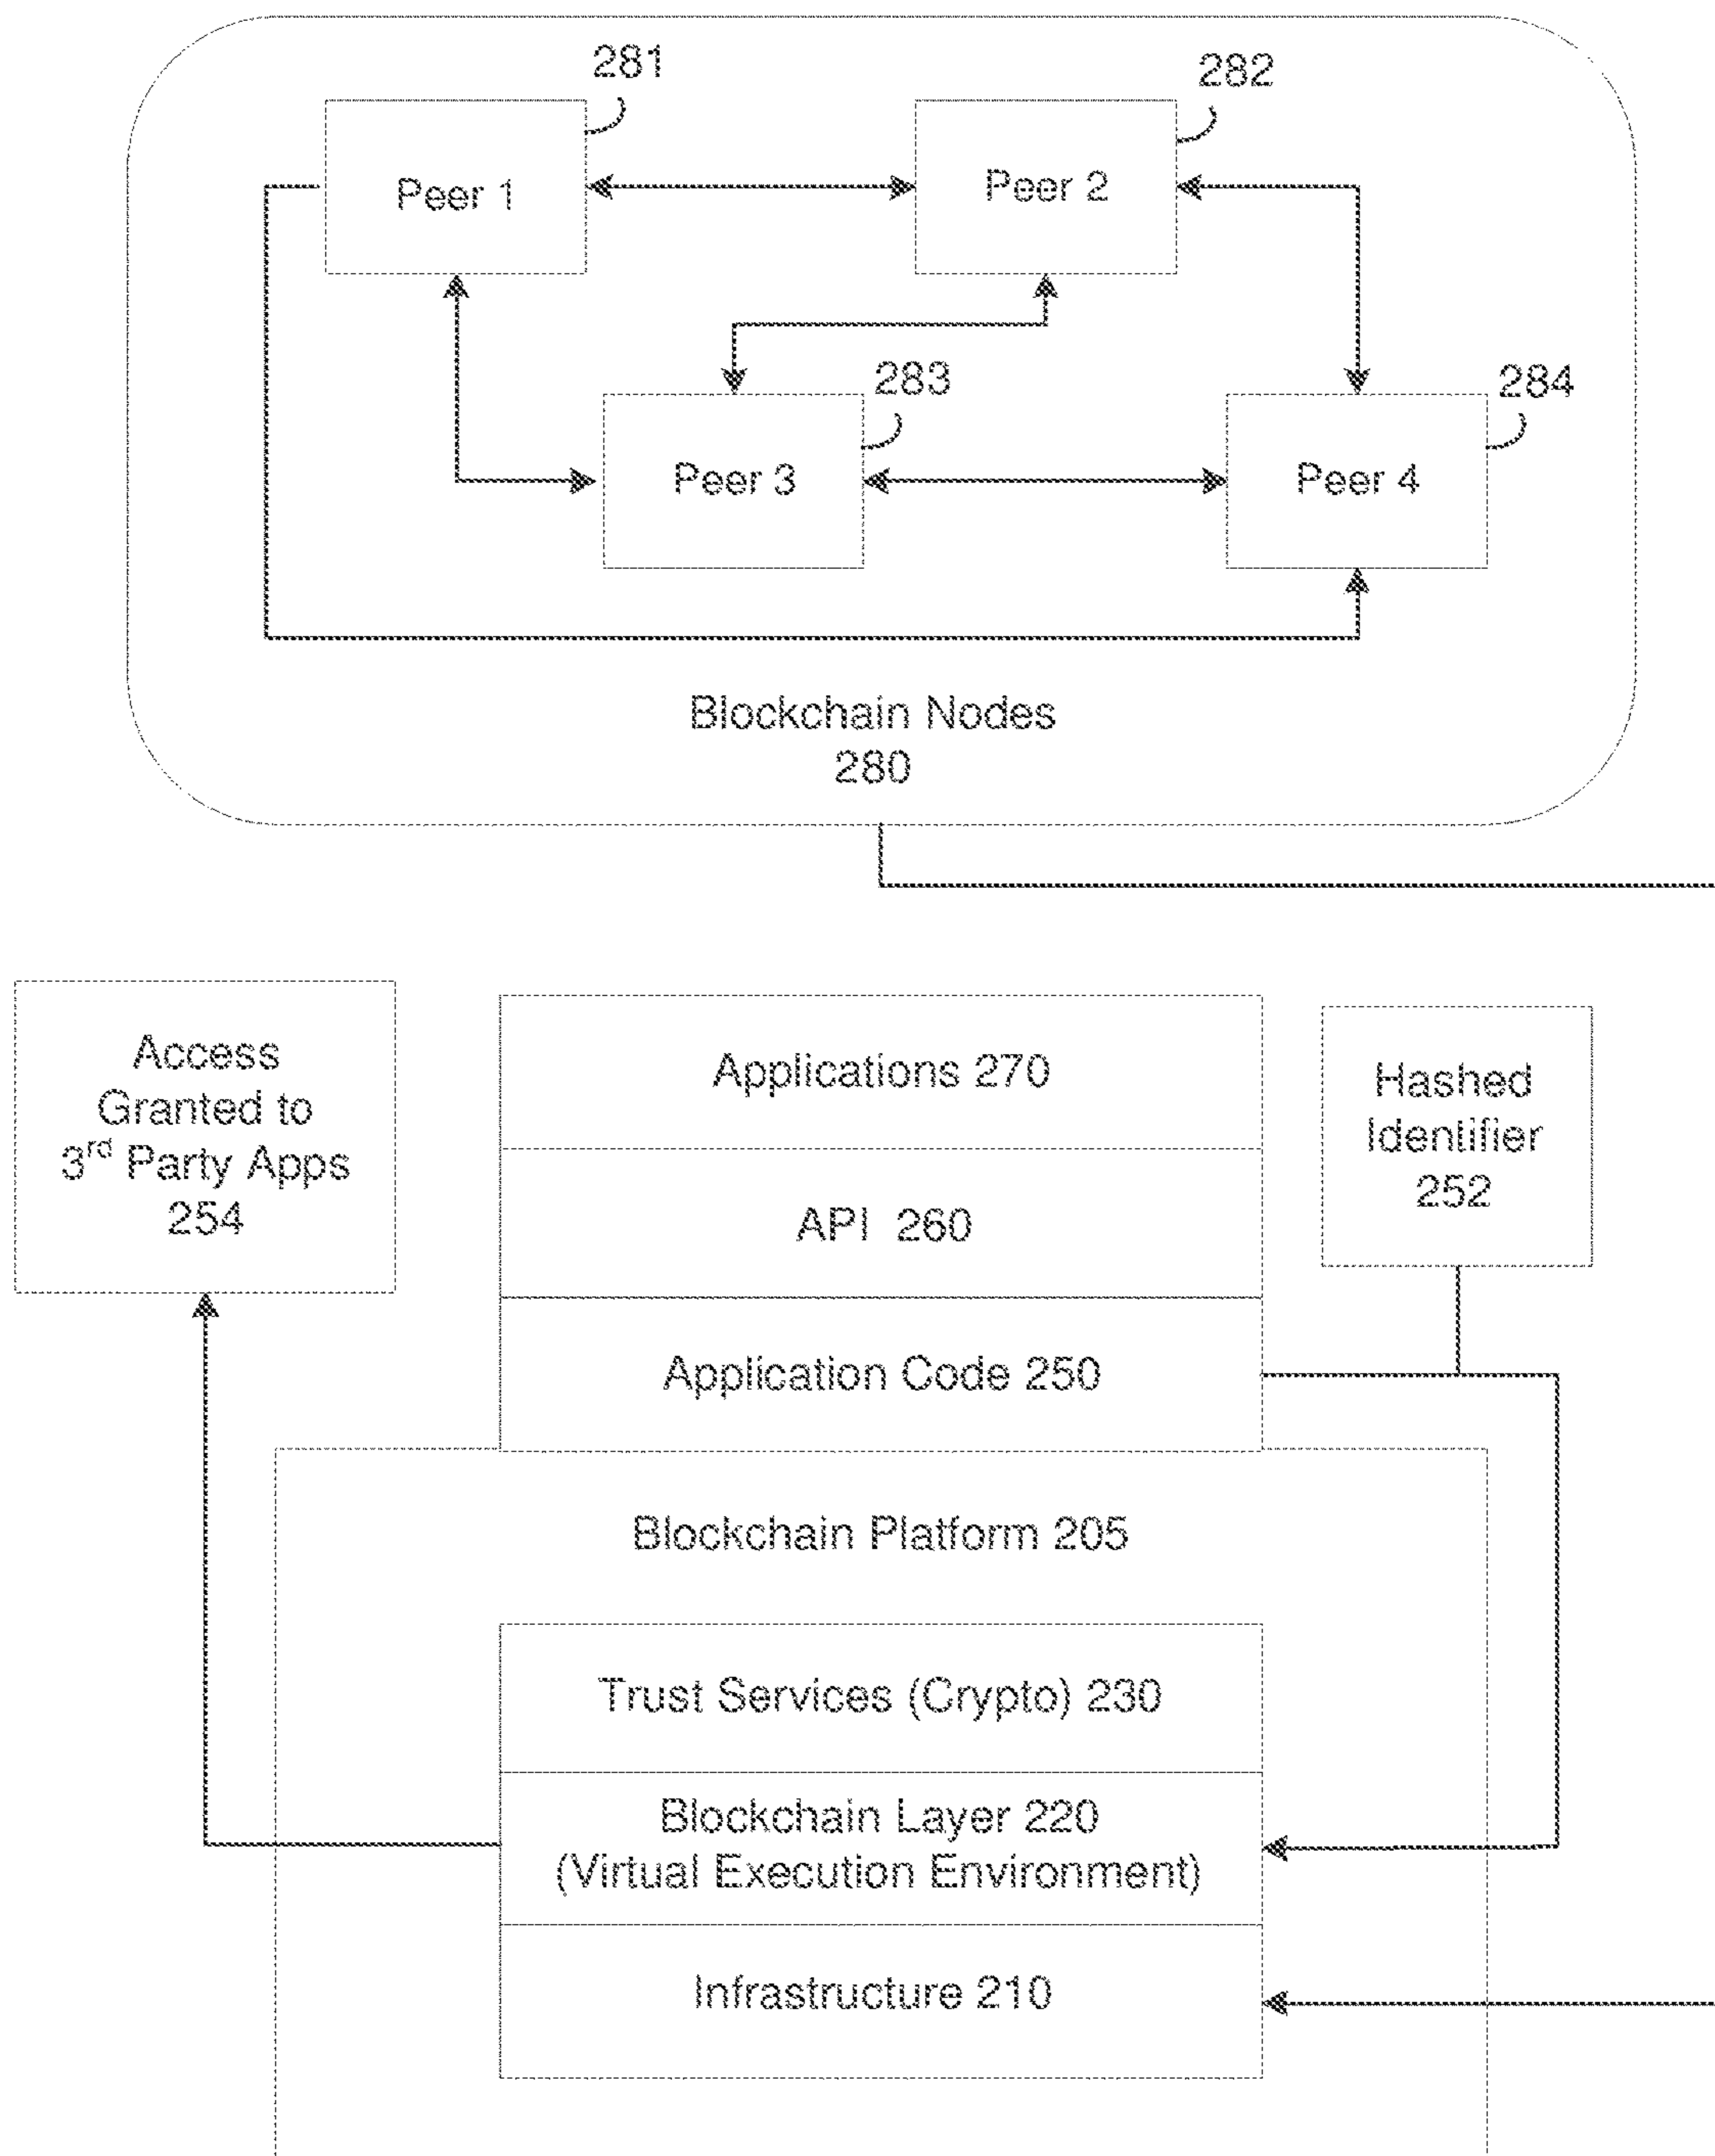 281
282
Peer 1
Peer 2
283
284
Peer 3
Peer 4
Blockchain Nodes
280
Access
Granted to
3rd Party Apps
254
Applications 270
API 260
Application Code 250
Hashed
Identifier
252
Blockchain Platform 205
Trust Services (Crypto) 230
Blockchain Layer 220
(Virtual Execution Environment)
Infrastructure 210